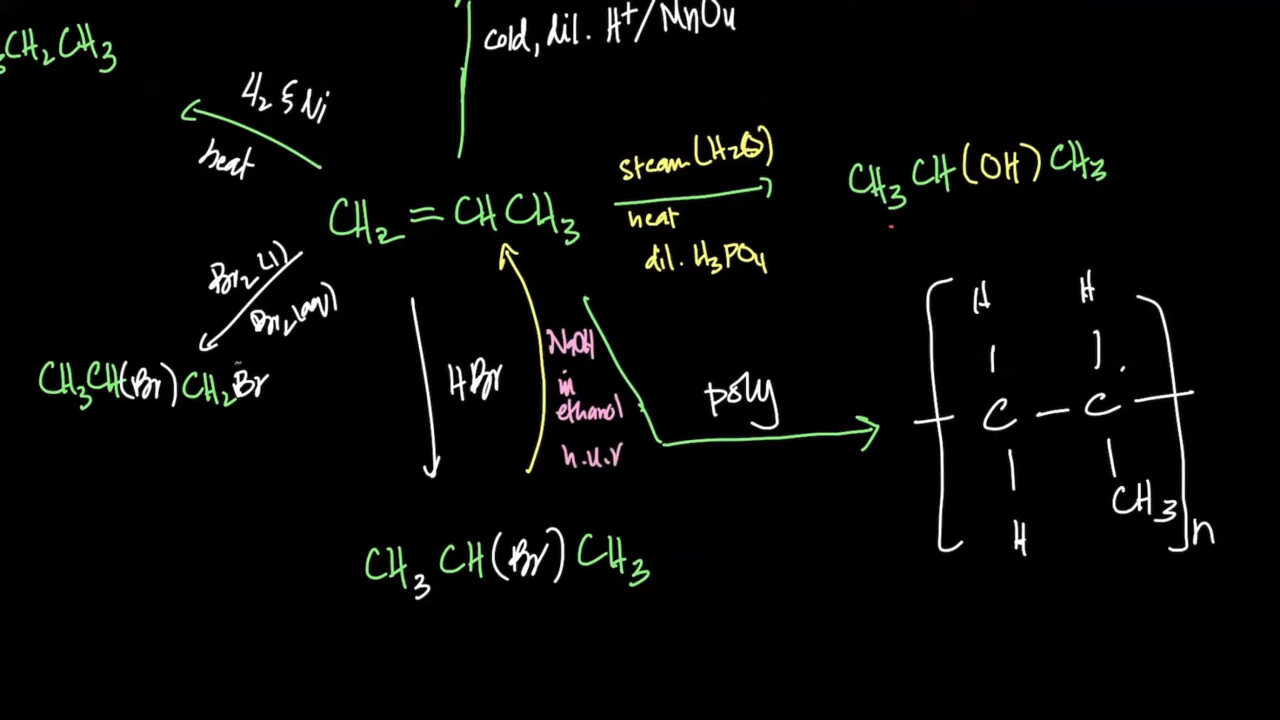 cold, dil. H⁺/MnO₄
₃CH₂CH₃
H₂ & Ni
heat
steam (H₂O)
heat
dil. H₃PO₄
CH₃CH(OH)CH₃
CH₂=CHCH₃
Br₂(l)
Br₂(aq)
CH₃CH(Br)CH₂Br
HBr
NaOH
in
ethanol
h.u.r
poly
H H
C — C
H CH₃
n
CH₃CH(Br)CH₃